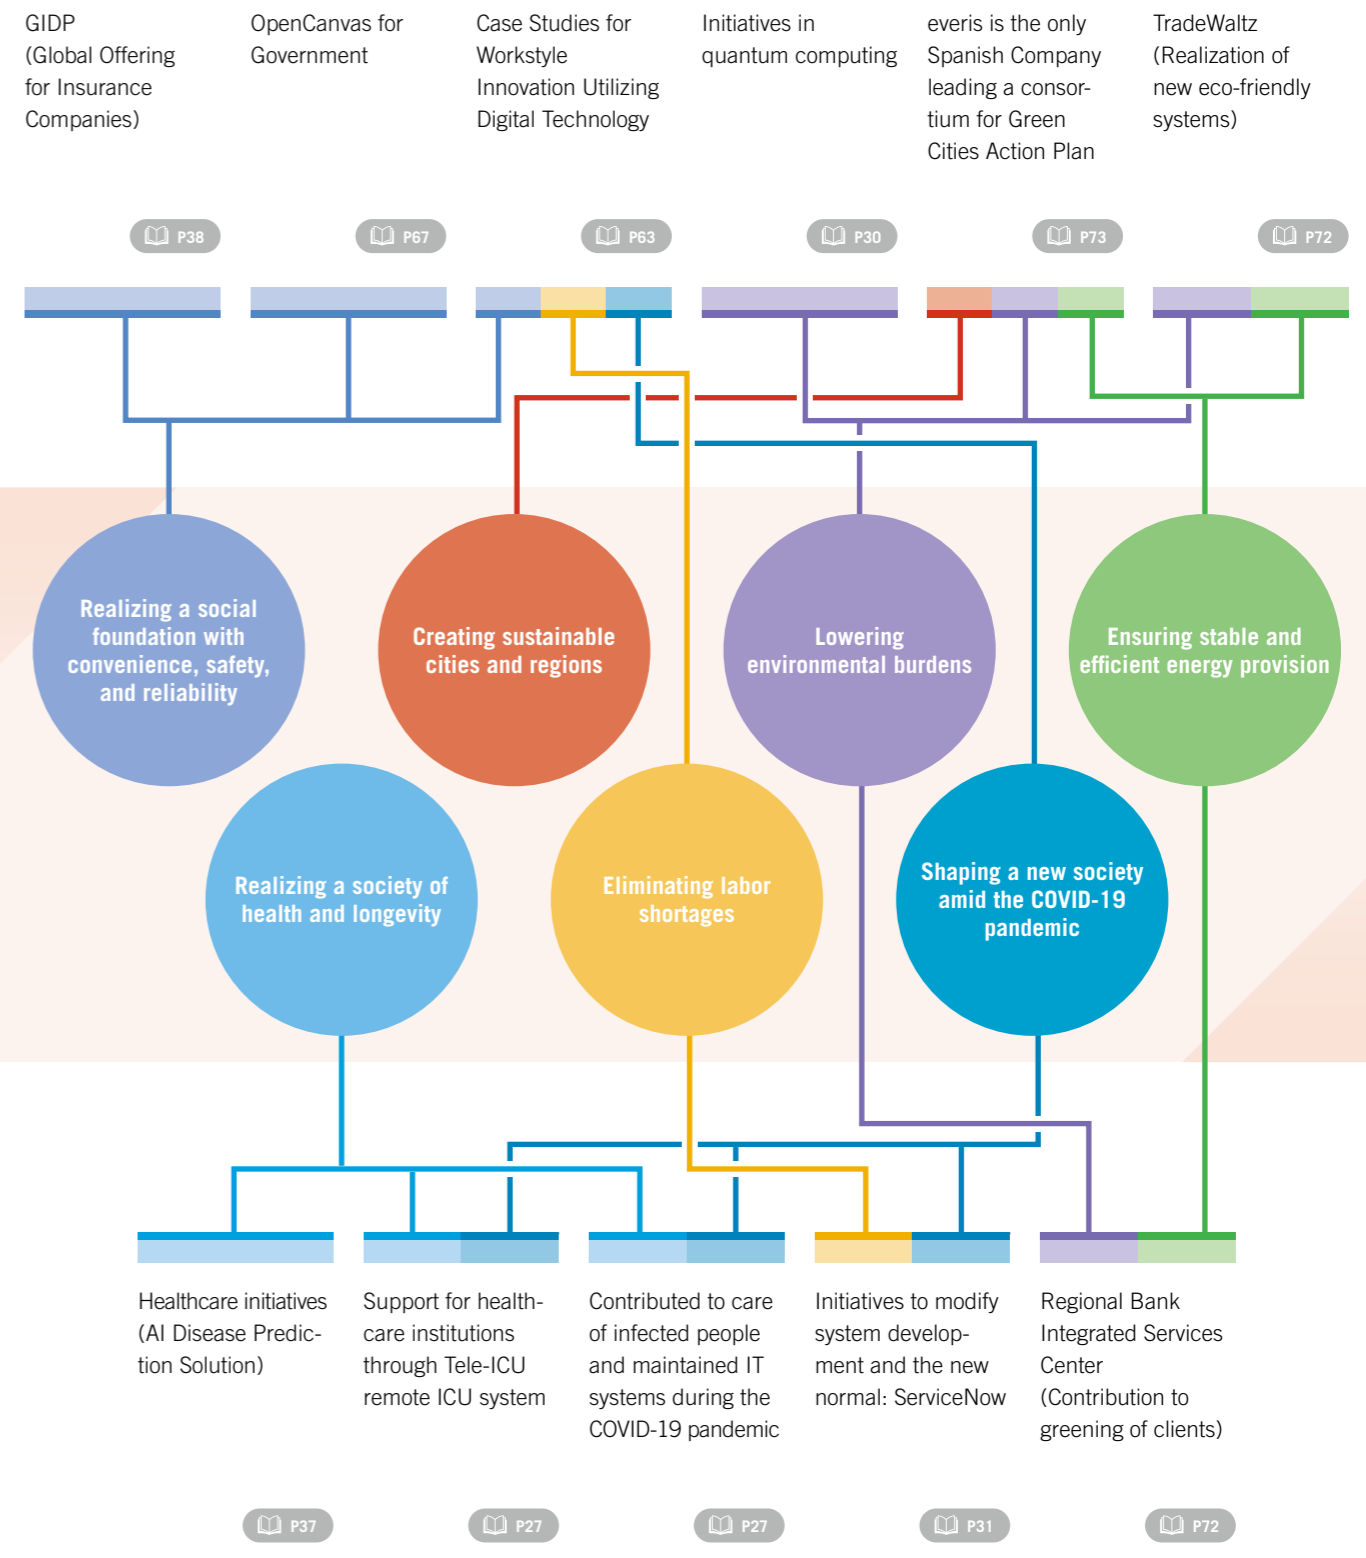 GIDP
(Global Offering
for Insurance
Companies)
OpenCanvas for
Government
Case Studies for
Workstyle
Innovation Utilizing
Digital Technology
Initiatives in
quantum computing
everis is the only
Spanish Company
leading a consor-
tium for Green
Cities Action Plan
TradeWaltz
(Realization of
new eco-friendly
systems)
P38
P67
P63
P30
P73
P72
Realizing a social
foundation with
convenience, safety,
and reliability
Creating sustainable
cities and regions
Lowering
environmental burdens
Ensuring stable and
efficient energy provision
Realizing a society of
health and longevity
Eliminating labor
shortages
Shaping a new society
amid the COVID-19
pandemic
Healthcare initiatives
(AI Disease Predic-
tion Solution)
Support for health-
care institutions
through Tele-ICU
remote ICU system
Contributed to care
of infected people
and maintained IT
systems during the
COVID-19 pandemic
Initiatives to modify
system develop-
ment and the new
normal: ServiceNow
Regional Bank
Integrated Services
Center
(Contribution to
greening of clients)
P37
P27
P27
P31
P72